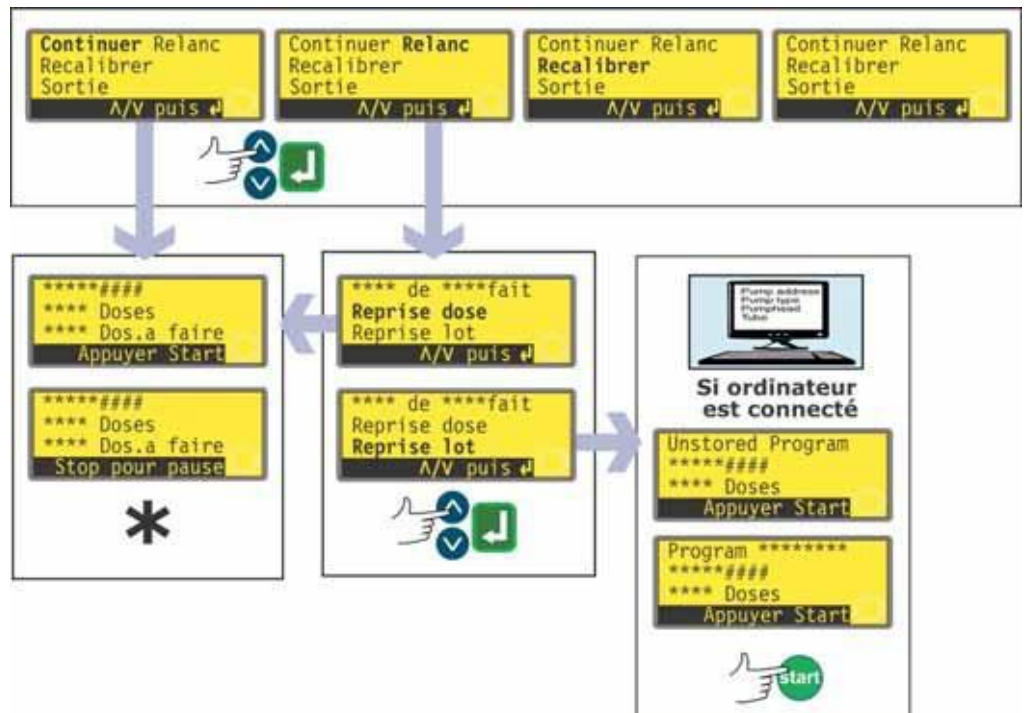 Continuer Relanc
Recalibrer
Sortie
Λ/V puis ↲
Continuer Relanc
Recalibrer
Sortie
Λ/V puis ↲
Continuer Relanc
Recalibrer
Sortie
Λ/V puis ↲
Continuer Relanc
Recalibrer
Sortie
Λ/V puis ↲
*****####
**** Doses
**** Dos.a faire
Appuyer Start
*****####
**** Doses
**** Dos.a faire
Stop pour pause
*
**** de ****fait
Reprise dose
Reprise lot
Λ/V puis ↲
**** de ****fait
Reprise dose
Reprise lot
Λ/V puis ↲
Pump address
Pump type
Pumphead
Tube
Si ordinateur
est connecté
Unstored Program
*****####
**** Doses
Appuyer Start
Program ********
*****####
**** Doses
Appuyer Start
start